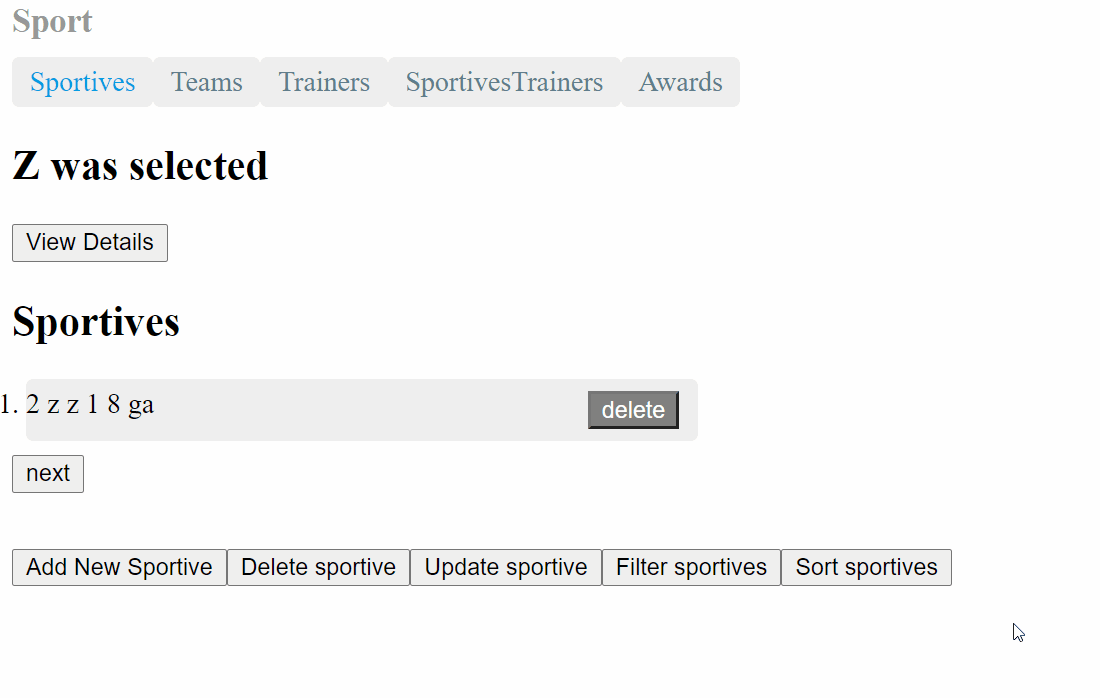 Sport
Sportives Teams Trainers SportivesTrainers Awards
Z was selected
View Details
Sportives
1. 2 z z 1 8 ga delete
next
Add New Sportive Delete sportive Update sportive Filter sportives Sort sportives